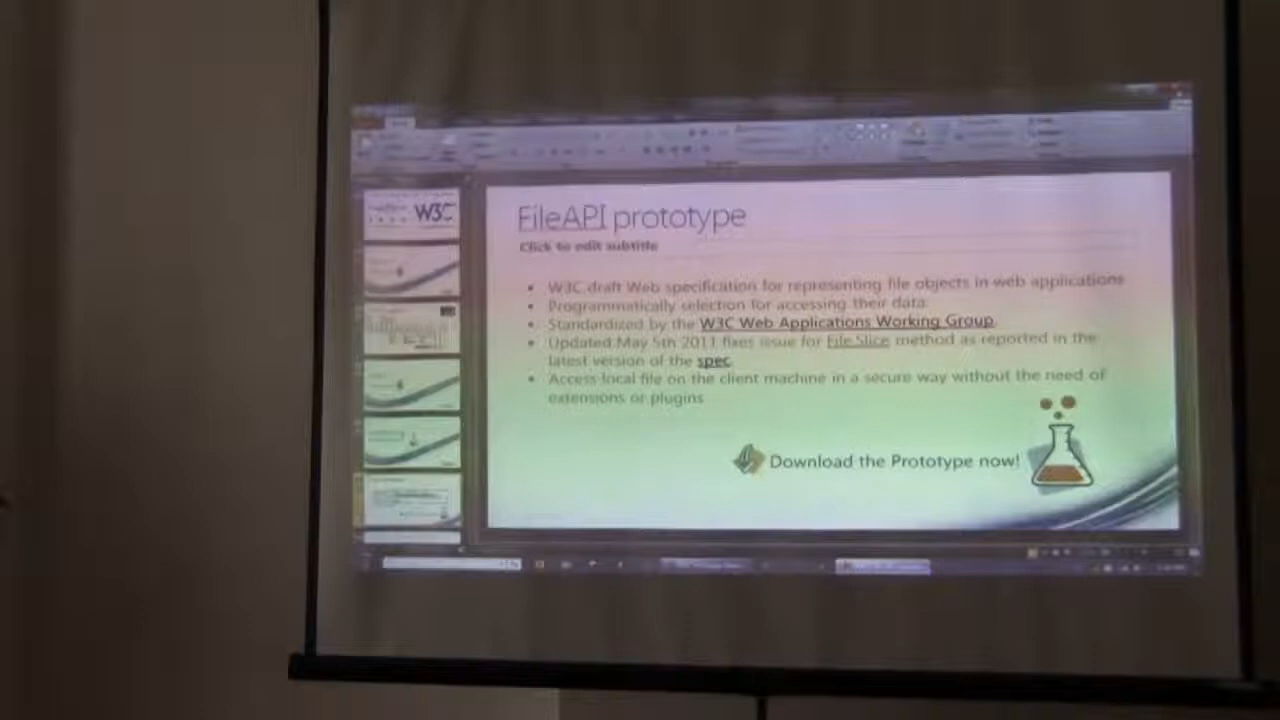 W3C
FileAPI prototype
Click to edit subtitle
• W3C draft Web specification for representing file objects in web applications
• Programmatically selection for accessing their data.
• Standardized by the W3C Web Applications Working Group.
• Updated May 5th 2011 fixes issue for File.Slice method as reported in the
latest version of the spec.
• Access local file on the client machine in a secure way without the need of
extensions or plugins
Download the Prototype now!